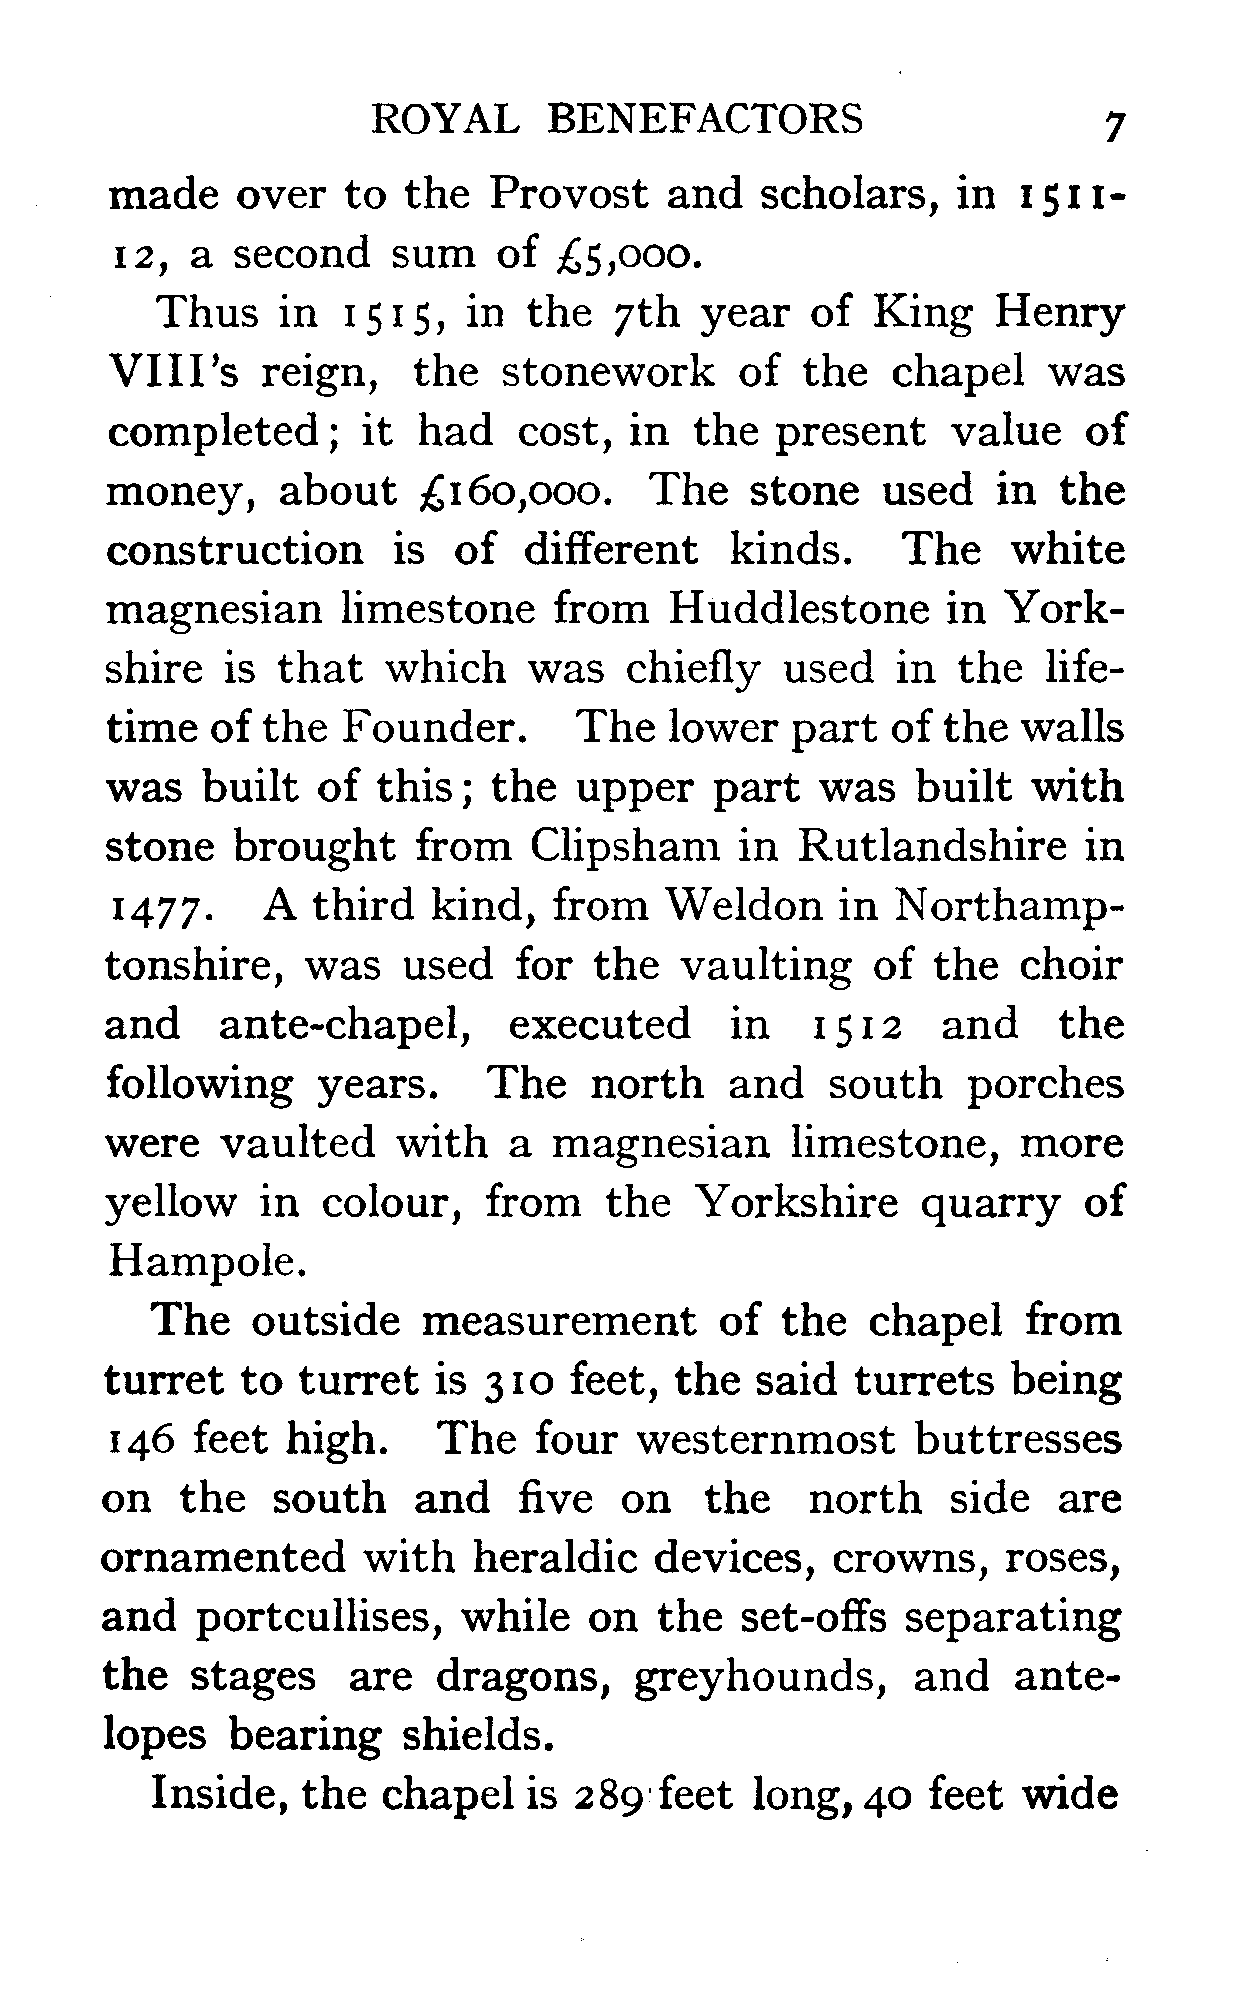 ROYAL BENEFACTORS 7
made over to the Provost and scholars, in 1511-
12, a second sum of £5,000.
Thus in 1515, in the 7th year of King Henry
VIII's reign, the stonework of the chapel was
completed; it had cost, in the present value of
money, about £160,000. The stone used in the
construction is of different kinds. The white
magnesian limestone from Huddlestone in York-
shire is that which was chiefly used in the life-
time of the Founder. The lower part of the walls
was built of this; the upper part was built with
stone brought from Clipsham in Rutlandshire in
1477. A third kind, from Weldon in Northamp-
tonshire, was used for the vaulting of the choir
and ante-chapel, executed in 1512 and the
following years. The north and south porches
were vaulted with a magnesian limestone, more
yellow in colour, from the Yorkshire quarry of
Hampole.
The outside measurement of the chapel from
turret to turret is 310 feet, the said turrets being
146 feet high. The four westernmost buttresses
on the south and five on the north side are
ornamented with heraldic devices, crowns, roses,
and portcullises, while on the set-offs separating
the stages are dragons, greyhounds, and ante-
lopes bearing shields.
Inside, the chapel is 289 feet long, 40 feet wide